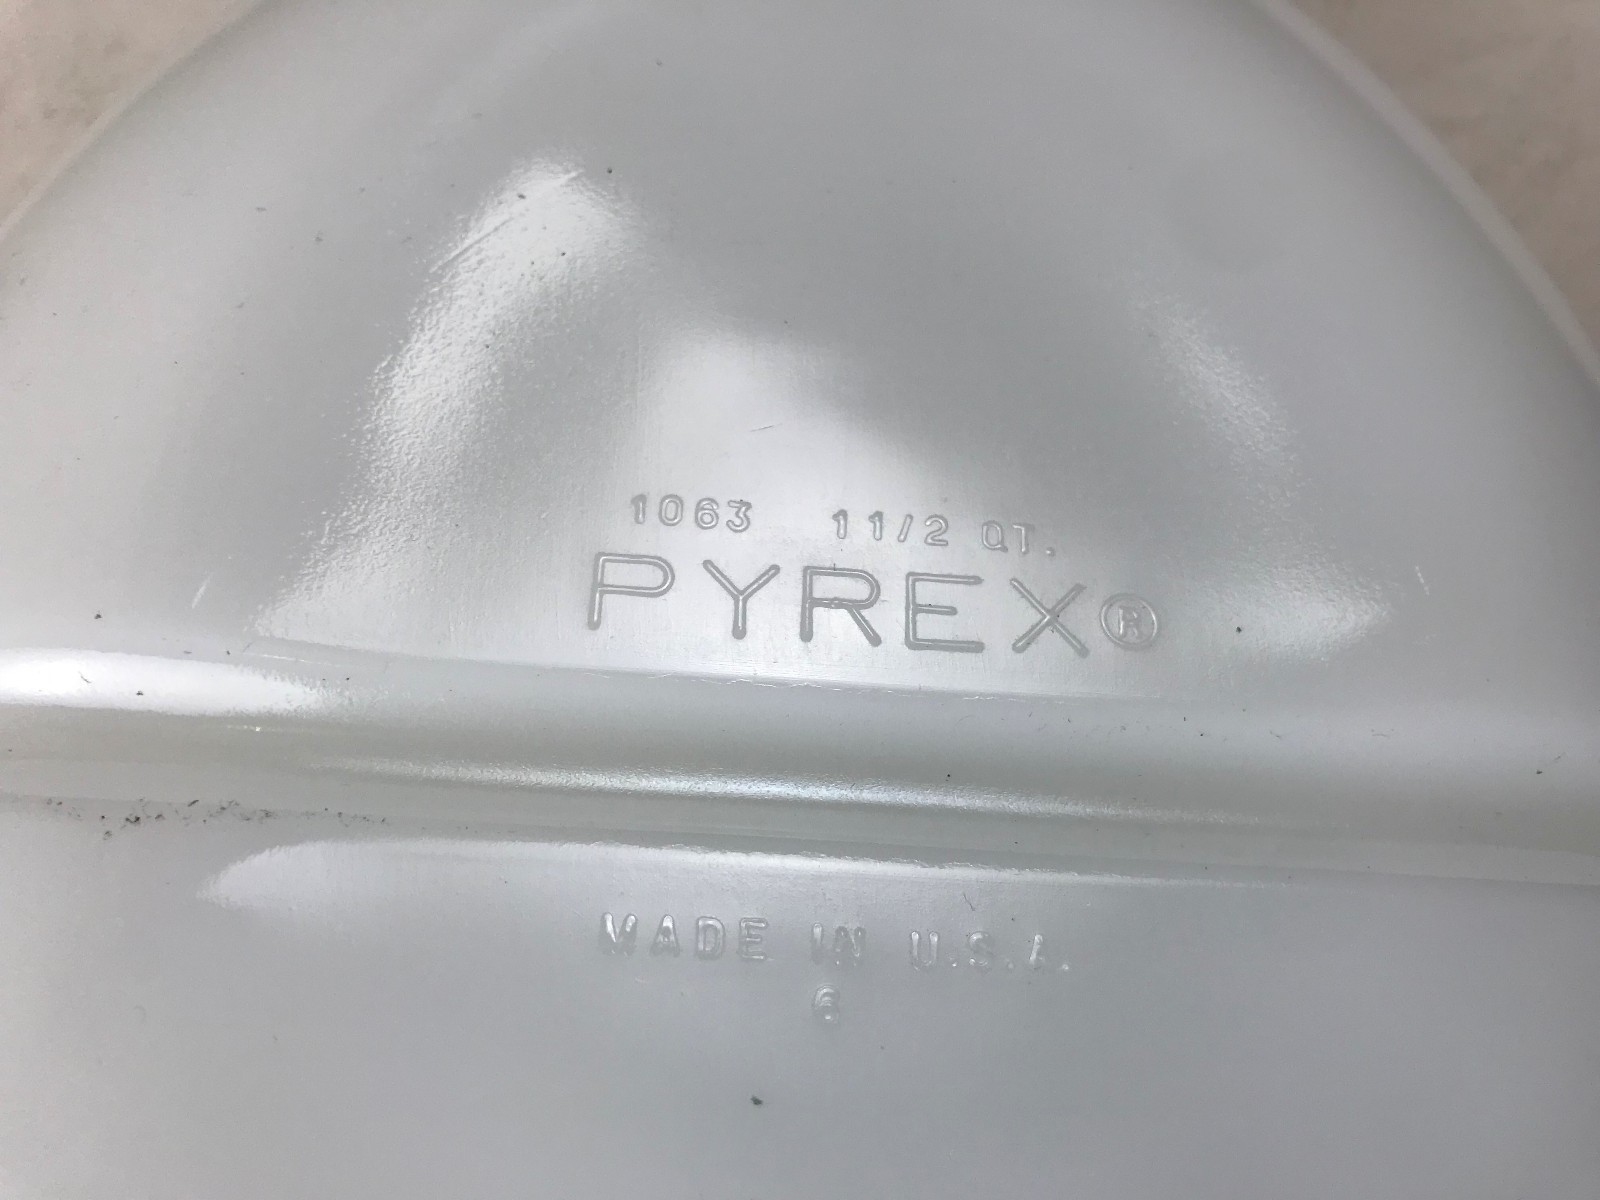 1063 11/2 QT.
PYREX®
MADE IN U.S.A.
6